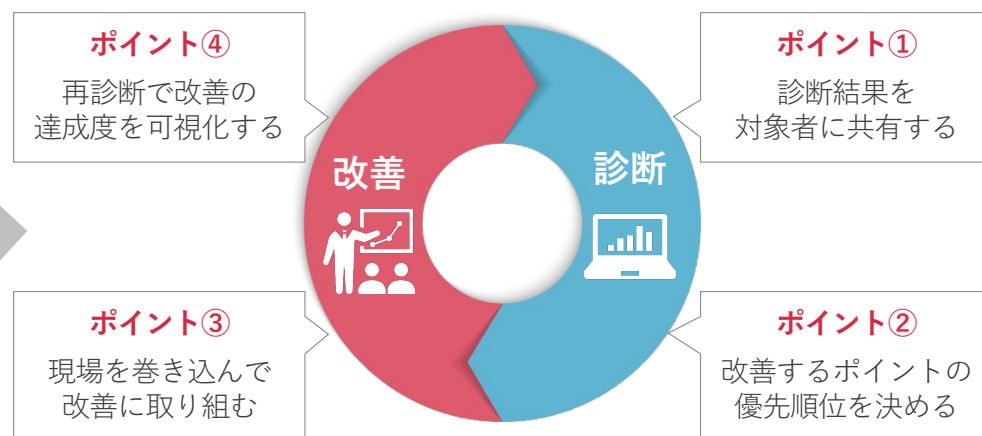 ポイント④
再診断で改善の
達成度を可視化する
ポイント①
診断結果を
対象者に共有する
改善
診断
ポイント③
現場を巻き込んで
改善に取り組む
ポイント②
改善するポイントの
優先順位を決める